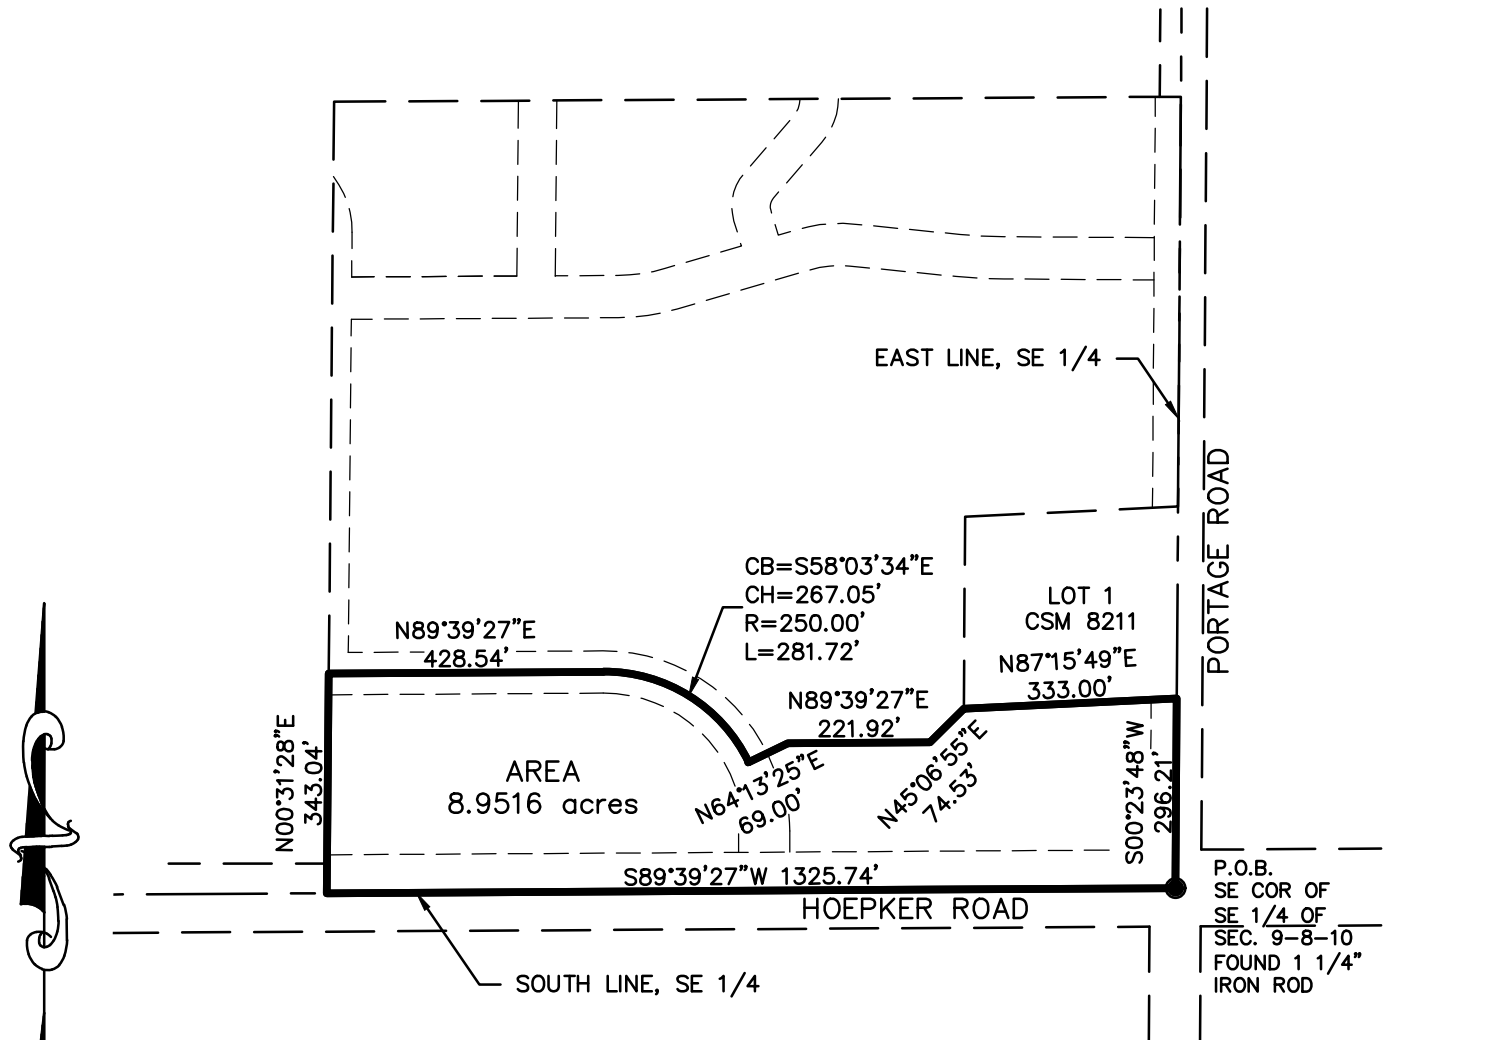 EAST LINE, SE 1/4
PORTAGE ROAD
CB=S58°03'34"E
CH=267.05'
R=250.00'
L=281.72'
LOT 1
CSM 8211
N89°39'27"E
428.54'
N87°15'49"E
333.00'
N89°39'27"E
221.92'
N00°31'28"E
343.04'
AREA
8.9516 acres
N64°13'25"E
69.00'
N45°06'55"E
74.53'
S00°23'48"W
296.21'
S89°39'27"W 1325.74'
HOEPKER ROAD
P.O.B.
SE COR OF
SE 1/4 OF
SEC. 9-8-10
FOUND 1 1/4"
IRON ROD
SOUTH LINE, SE 1/4